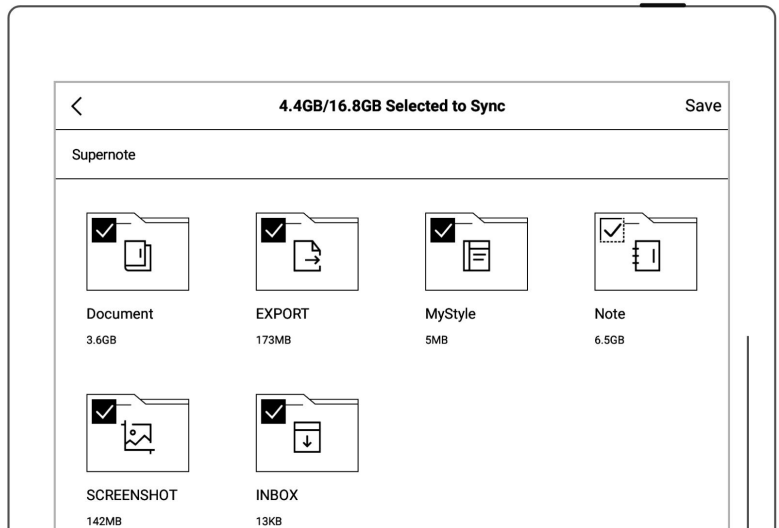 4.4GB/16.8GB Selected to Sync Save
Supernote
Document EXPORT MyStyle Note
3.6GB 173MB 5MB 6.5GB
SCREENSHOT INBOX
142MB 13KB